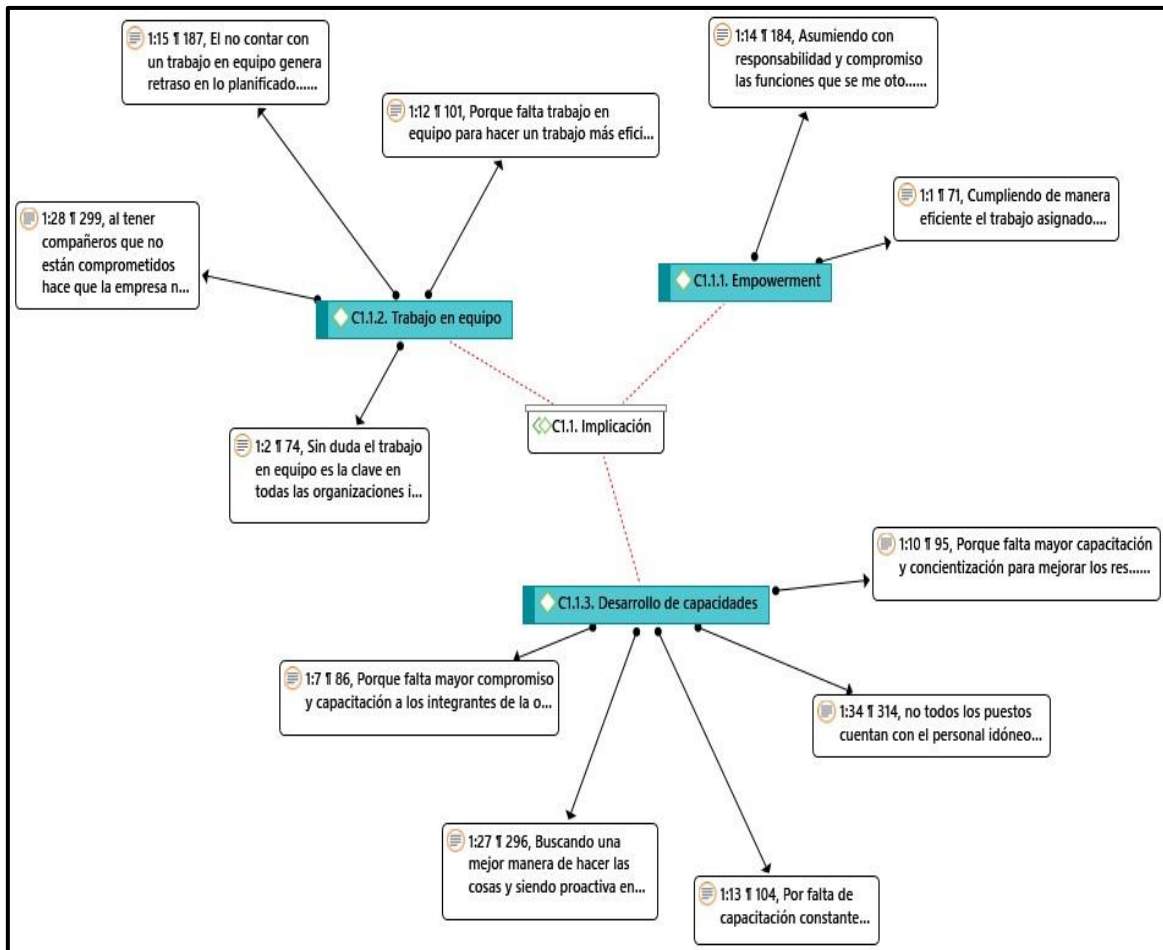 1:15 ¶ 187, El no contar con
un trabajo en equipo genera
retraso en lo planificado......
1:14 ¶ 184, Asumiendo con
responsabilidad y compromiso
las funciones que se me oto...
1:12 ¶ 101, Porque falta trabajo en
equipo para hacer un trabajo más efici...
1:1 ¶ 71, Cumpliendo de manera
eficiente el trabajo asignado....
1:28 ¶ 299, al tener
compañeros que no
están comprometidos
hace que la empresa n...
C1.1.1. Empowerment
C1.1.2. Trabajo en equipo
C1.1. Implicación
1:2 ¶ 74, Sin duda el trabajo
en equipo es la clave en
todas las organizaciones i...
1:10 ¶ 95, Porque falta mayor capacitación
y concientización para mejorar los res......
C1.1.3. Desarrollo de capacidades
1:7 ¶ 86, Porque falta mayor compromiso
y capacitación a los integrantes de la o...
1:34 ¶ 314, no todos los puestos
cuentan con el personal idóneo...
1:27 ¶ 296, Buscando una
mejor manera de hacer las
cosas y siendo proactiva en...
1:13 ¶ 104, Por falta de
capacitación constante...